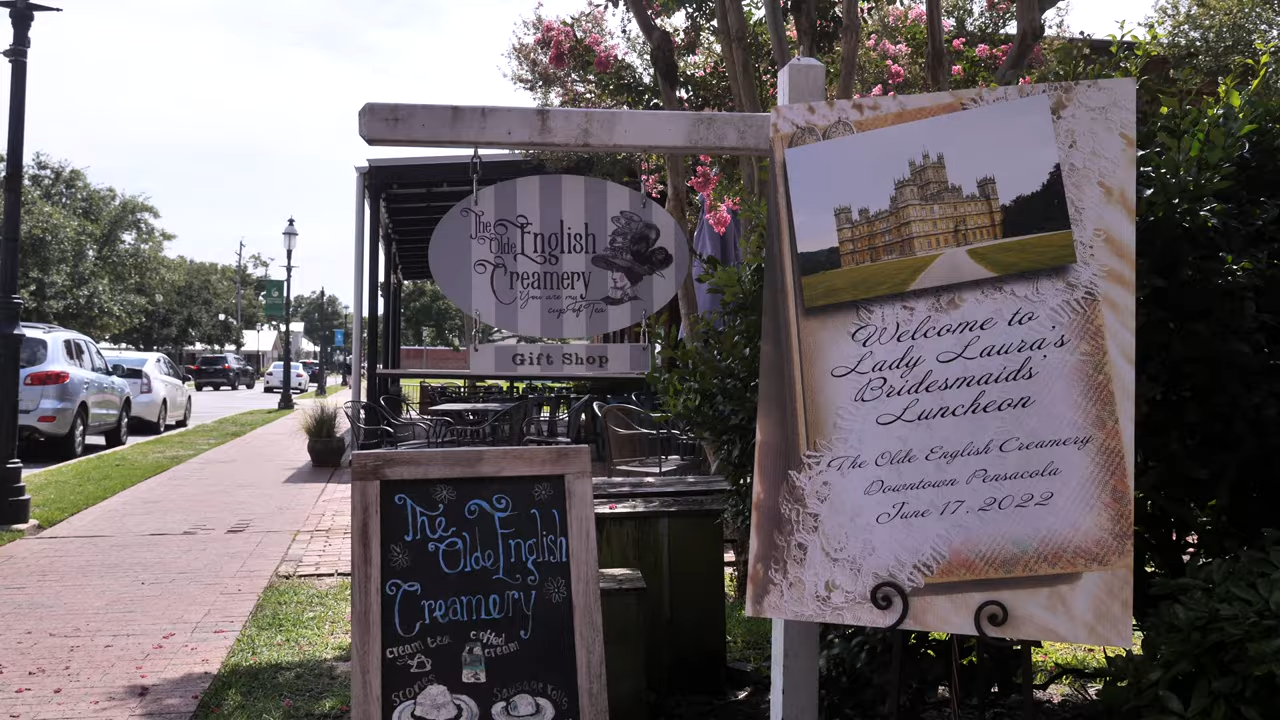 The
Olde English
Creamery
You are my
cup of Tea
Gift Shop
Welcome to
Lady Laura's
Bridesmaids'
Luncheon
The Olde English Creamery
Downtown Pensacola
June 17, 2022
The
Olde English
Creamery
cream tea
clotted
cream
scones
Sausage Rolls